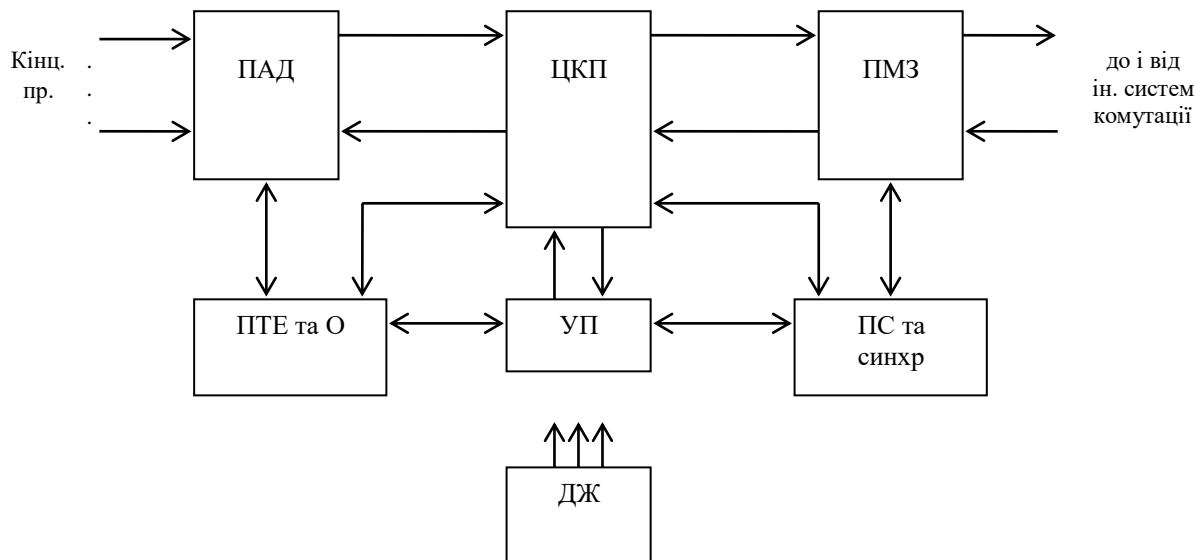 Кінц. .
пр. .
.
ПАД
ЦКП
ПМЗ
до і від
ін. систем
комутації
ПТЕ та О
УП
ПС та
синхр
ДЖ